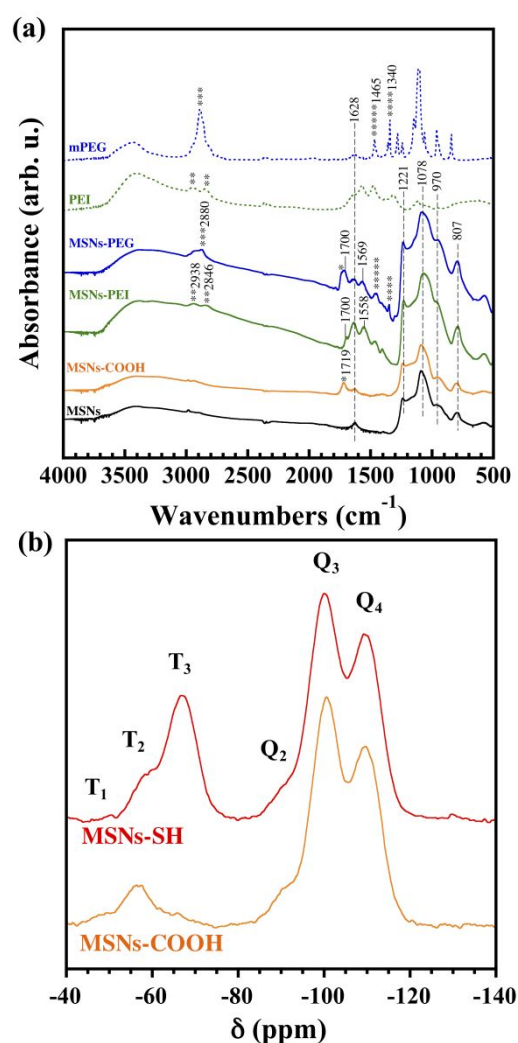 (a)
***
1628
*****1465
****1340
mPEG
**
**
PEI
1221
1078
970
***2880
MSNs-PEG
*
1700
1569
*****
****
807
**2938
**2846
MSNs-PEI
1700
1558
MSNs-COOH
*1719
MSNs
Absorbance (arb. u.)
4000 3500 3000 2500 2000 1500 1000 500
Wavenumbers (cm-1)
(b)
Q3
Q4
T3
T2
Q2
T1
MSNs-SH
MSNs-COOH
-40 -60 -80 -100 -120 -140
δ (ppm)